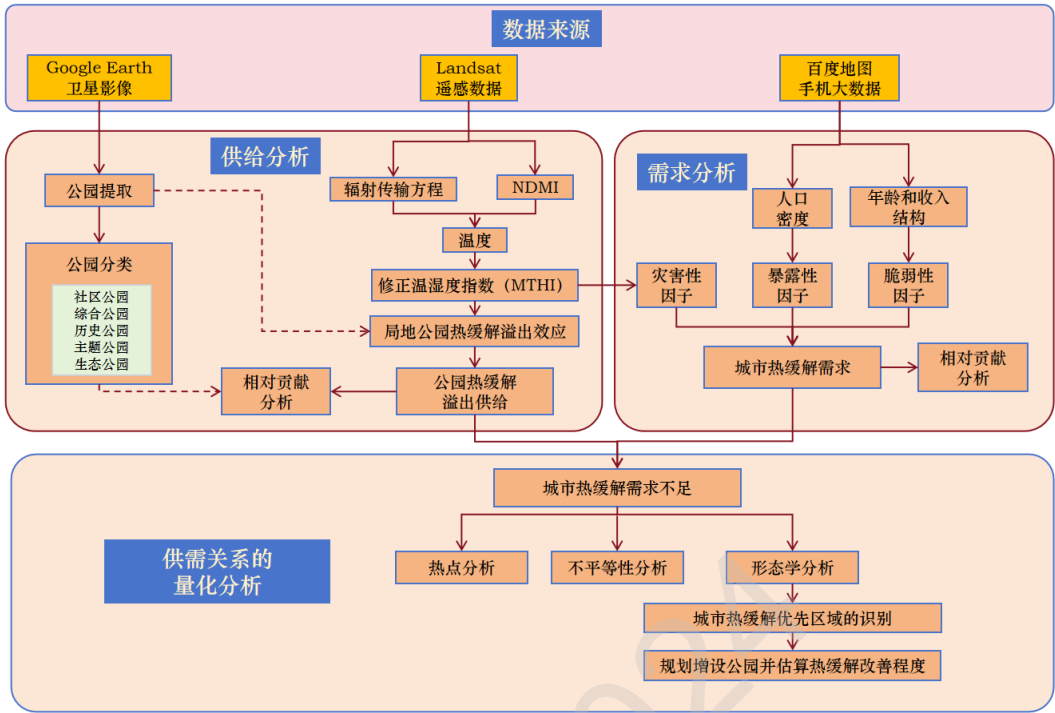 数据来源
Google Earth
卫星影像
Landsat
遥感数据
百度地图
手机大数据
供给分析
公园提取
公园分类
社区公园
综合公园
历史公园
主题公园
生态公园
辐射传输方程
NDMI
温度
修正温湿度指数（MTHI）
局地公园热缓解溢出效应
公园热缓解
溢出供给
相对贡献
分析
需求分析
人口
密度
年龄和收入
结构
灾害性
因子
暴露性
因子
脆弱性
因子
城市热缓解需求
相对贡献
分析
供需关系的
量化分析
城市热缓解需求不足
热点分析
不平等性分析
形态学分析
城市热缓解优先区域的识别
规划增设公园并估算热缓解改善程度